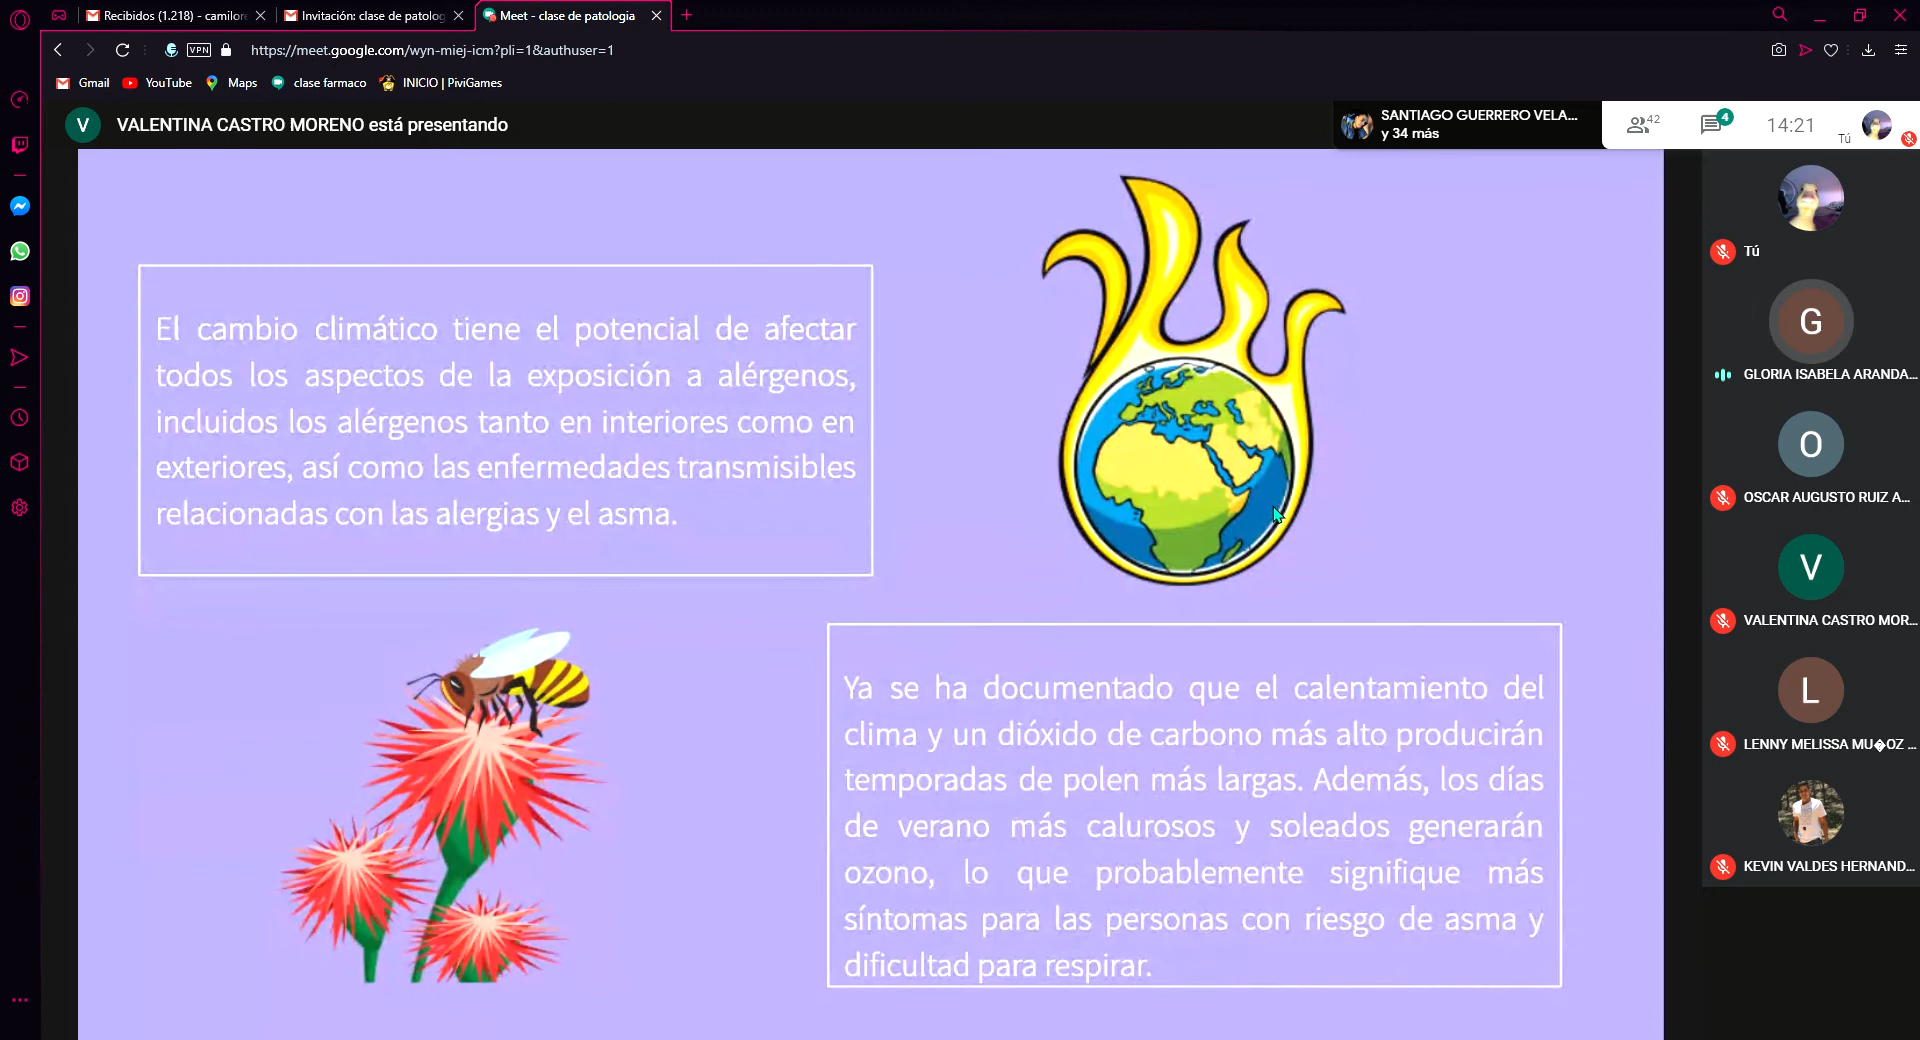 Recibidos (1.218) - camilore
Invitación: clase de patolog
Meet - clase de patologia
VPN
https://meet.google.com/wyn-miej-icm?pli=1&authuser=1
Gmail
YouTube
Maps
clase farmaco
INICIO | PiviGames
V
VALENTINA CASTRO MORENO está presentando
SANTIAGO GUERRERO VELA...
y 34 más
42
4
14:21
Tú
El cambio climático tiene el potencial de afectar
todos los aspectos de la exposición a alérgenos,
incluidos los alérgenos tanto en interiores como en
exteriores, así como las enfermedades transmisibles
relacionadas con las alergias y el asma.
Ya se ha documentado que el calentamiento del
clima y un dióxido de carbono más alto producirán
temporadas de polen más largas. Además, los días
de verano más calurosos y soleados generarán
ozono, lo que probablemente signifique más
síntomas para las personas con riesgo de asma y
dificultad para respirar.
Tú
G
GLORIA ISABELA ARANDA...
O
OSCAR AUGUSTO RUIZ A...
V
VALENTINA CASTRO MOR...
L
LENNY MELISSA MU�OZ ...
KEVIN VALDES HERNAND...